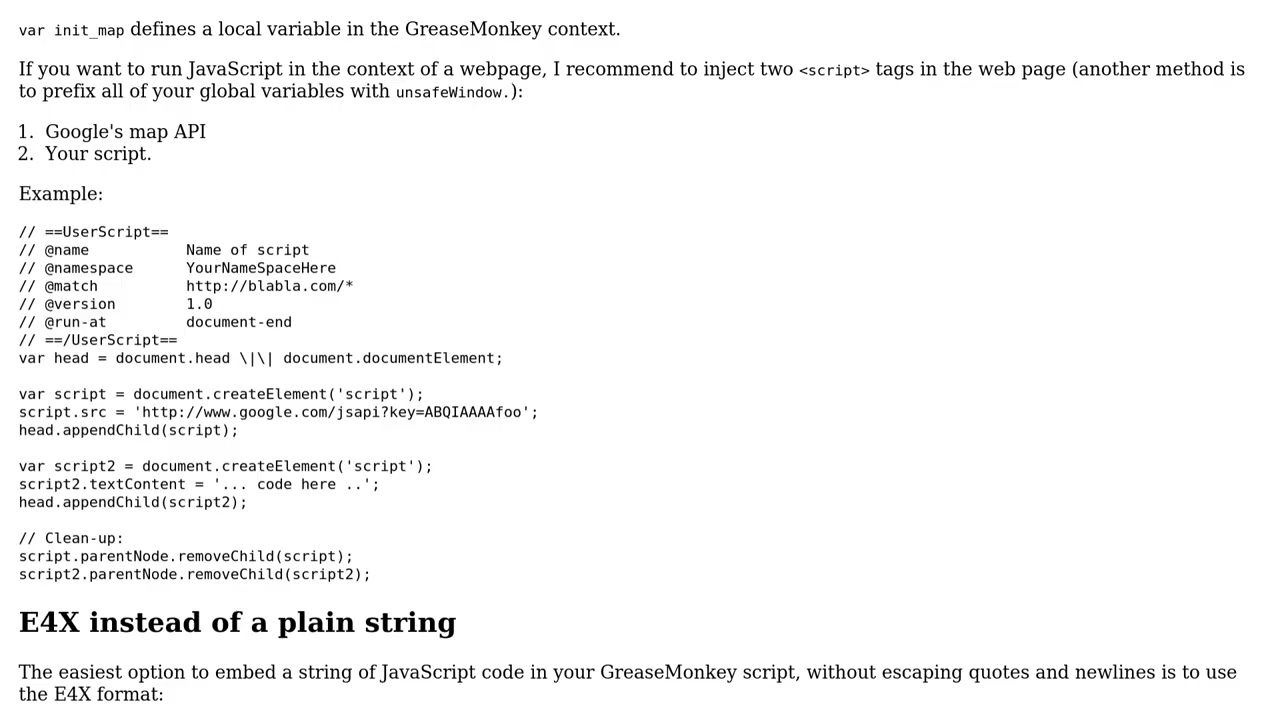 var init_map defines a local variable in the GreaseMonkey context.
If you want to run JavaScript in the context of a webpage, I recommend to inject two <script> tags in the web page (another method is
to prefix all of your global variables with unsafeWindow.):
1. Google's map API
2. Your script.
Example:
// ==UserScript==
// @name           Name of script
// @namespace      YourNameSpaceHere
// @match          http://blabla.com/*
// @version        1.0
// @run-at         document-end
// ==/UserScript==
var head = document.head \|\| document.documentElement;
var script = document.createElement('script');
script.src = 'http://www.google.com/jsapi?key=ABQIAAAAfoo';
head.appendChild(script);
var script2 = document.createElement('script');
script2.textContent = '... code here ..';
head.appendChild(script2);
// Clean-up:
script.parentNode.removeChild(script);
script2.parentNode.removeChild(script2);
E4X instead of a plain string
The easiest option to embed a string of JavaScript code in your GreaseMonkey script, without escaping quotes and newlines is to use
the E4X format: